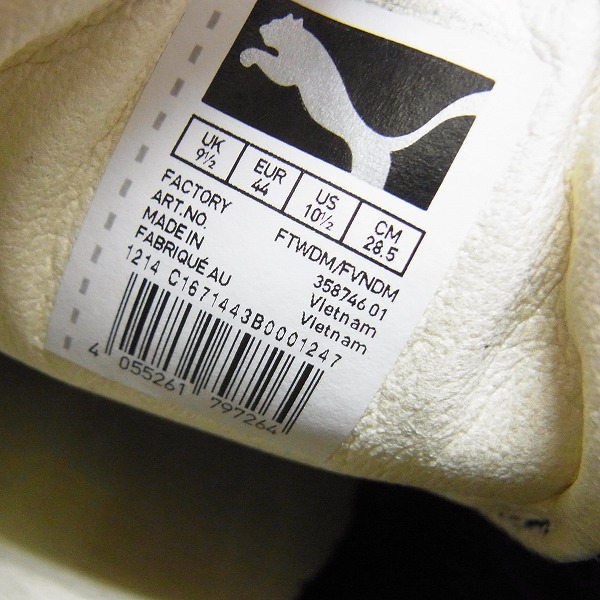 UK EUR US CM
9½ 44 10½ 28.5
FACTORY FTWDM/FVNDM
ART.NO. 358746 01
MADE IN Vietnam
FABRIQUÉ AU Vietnam
1214 C1671443B0001247
4 055261 797264